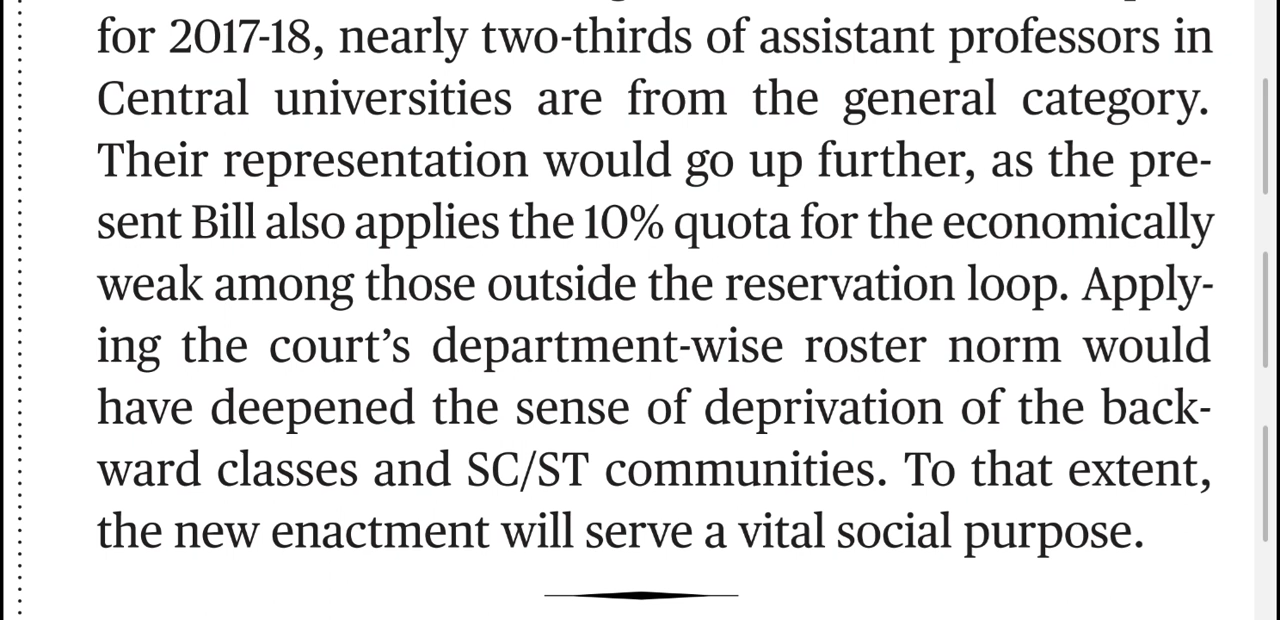 for 2017-18, nearly two-thirds of assistant professors in
Central universities are from the general category.
Their representation would go up further, as the pre-
sent Bill also applies the 10% quota for the economically
weak among those outside the reservation loop. Apply-
ing the court’s department-wise roster norm would
have deepened the sense of deprivation of the back-
ward classes and SC/ST communities. To that extent,
the new enactment will serve a vital social purpose.